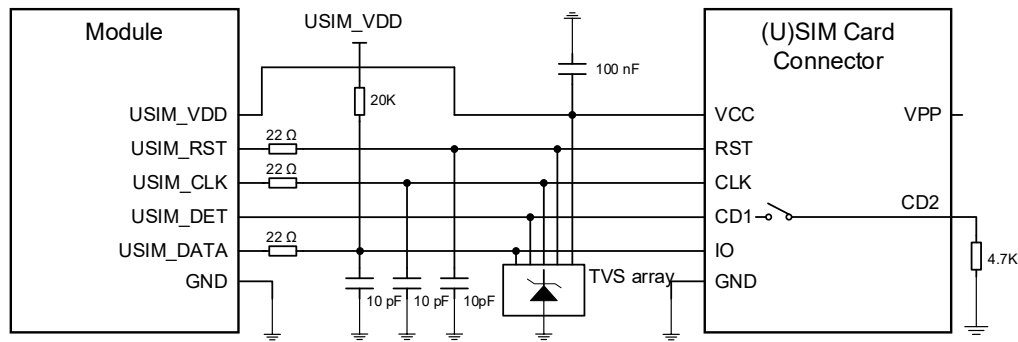 Module
USIM_VDD
(U)SIM Card
Connector
100 nF
20K
USIM_VDD
VCC
VPP
22 Ω
USIM_RST
RST
22 Ω
USIM_CLK
CLK
USIM_DET
CD1
CD2
22 Ω
USIM_DATA
IO
GND
TVS array
GND
4.7K
10 pF
10 pF
10pF